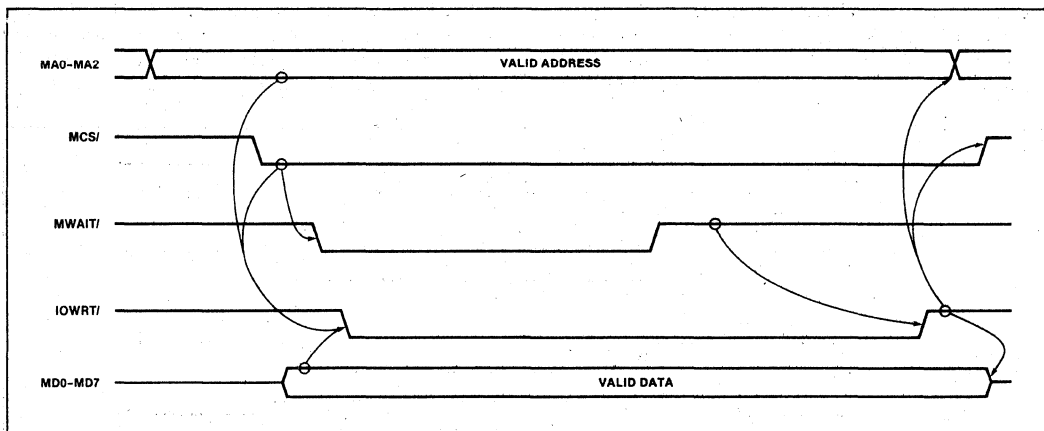 MA0-MA2
VALID ADDRESS
MCS/
MWAIT/
IOWRT/
MD0-MD7
VALID DATA